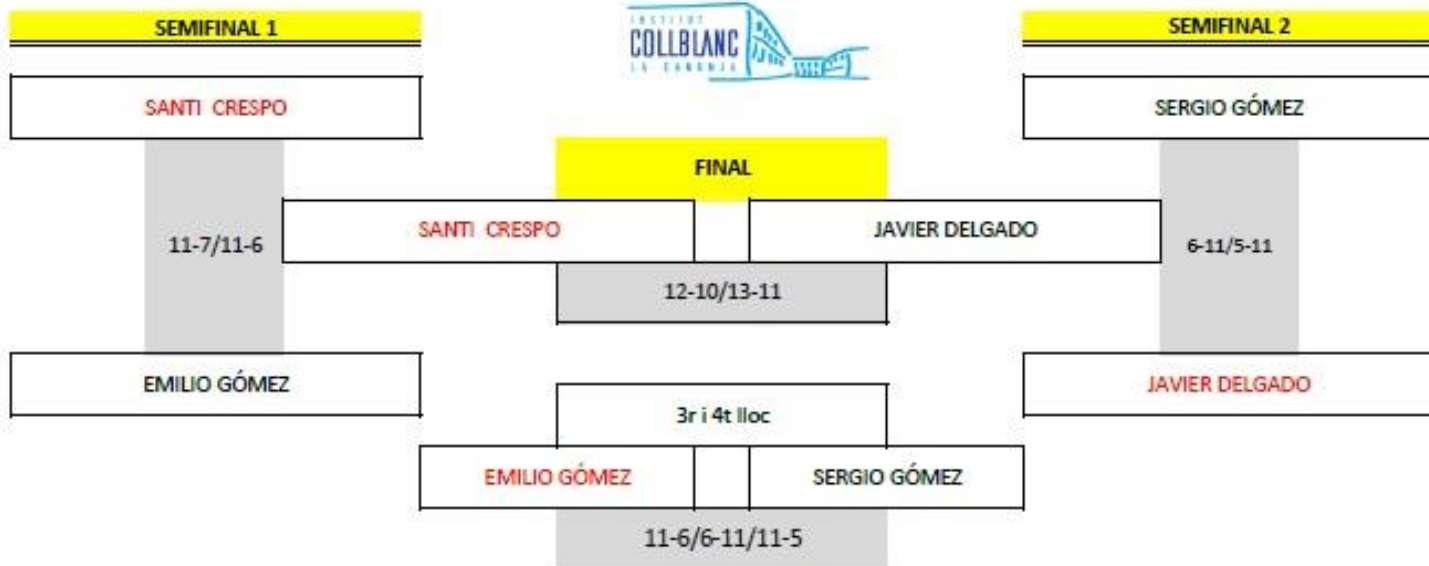 SEMIFINAL 1
INSTITUT
COLLBLANC
LA CANONJA
SEMIFINAL 2
SANTI CRESPO
SERGIO GÓMEZ
FINAL
SANTI CRESPO
JAVIER DELGADO
11-7/11-6
6-11/5-11
12-10/13-11
EMILIO GÓMEZ
JAVIER DELGADO
3r i 4t lloc
EMILIO GÓMEZ
SERGIO GÓMEZ
11-6/6-11/11-5